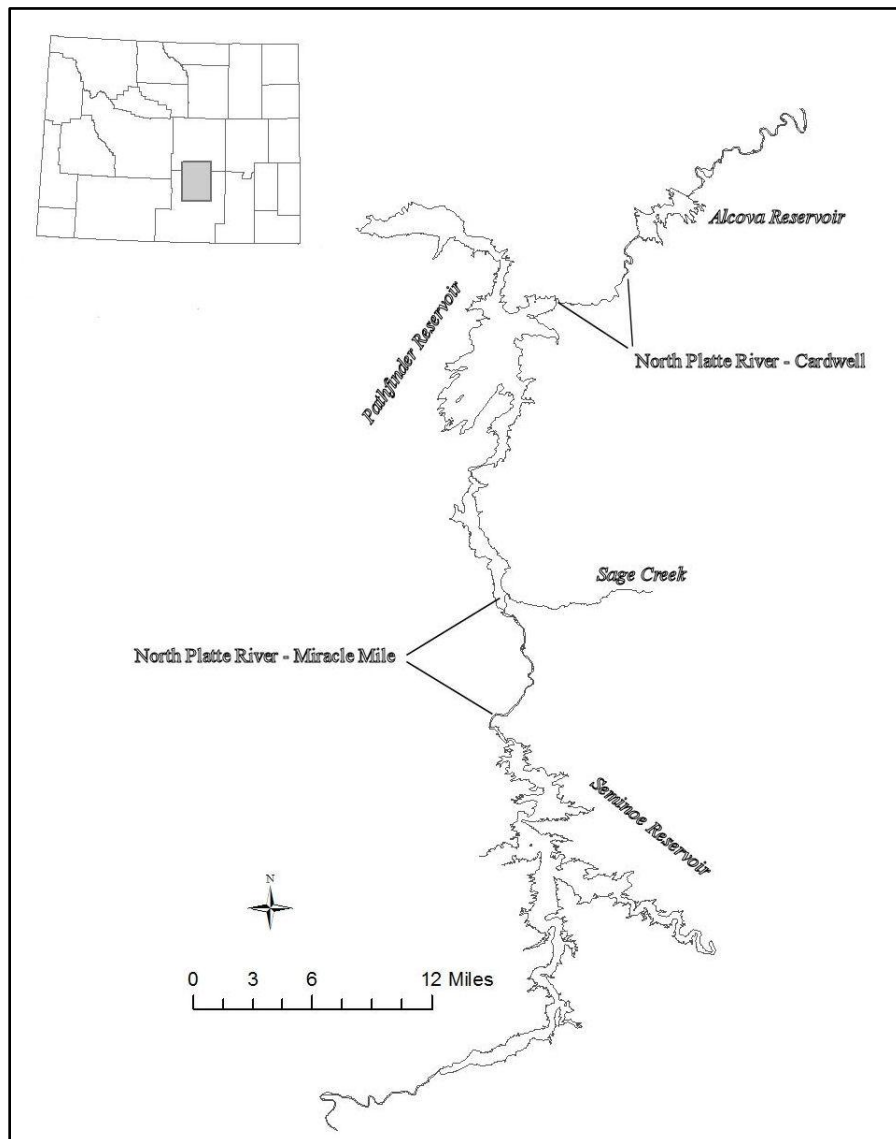 Alcova Reservoir
Pathfinder Reservoir
North Platte River - Cardwell
Sage Creek
North Platte River - Miracle Mile
Seminoe Reservoir
N
0 3 6 12 Miles